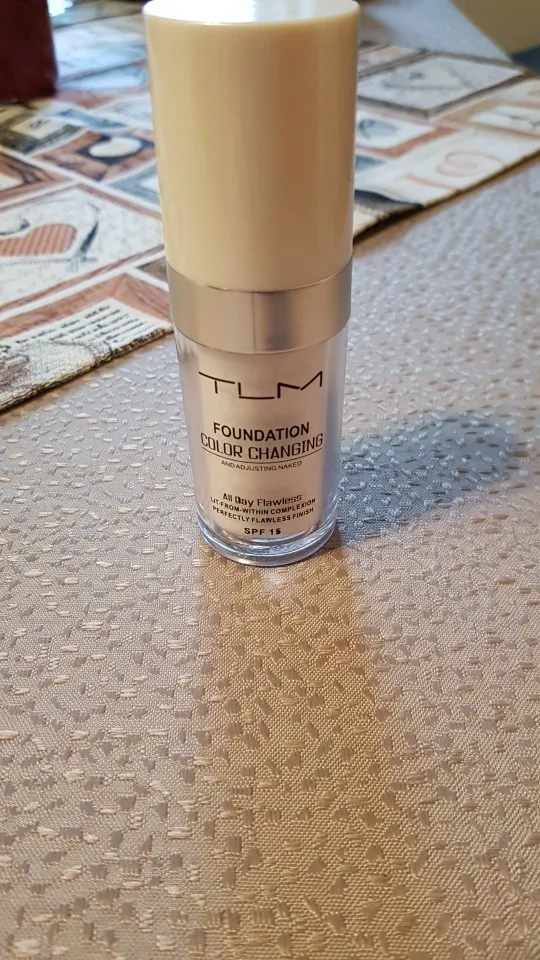 TLM
FOUNDATION
COLOR CHANGING
AND ADJUSTING NAKED
All Day Flawless
LIT-FROM-WITHIN COMPLEXION
PERFECTLY FLAWLESS FINISH
SPF 15